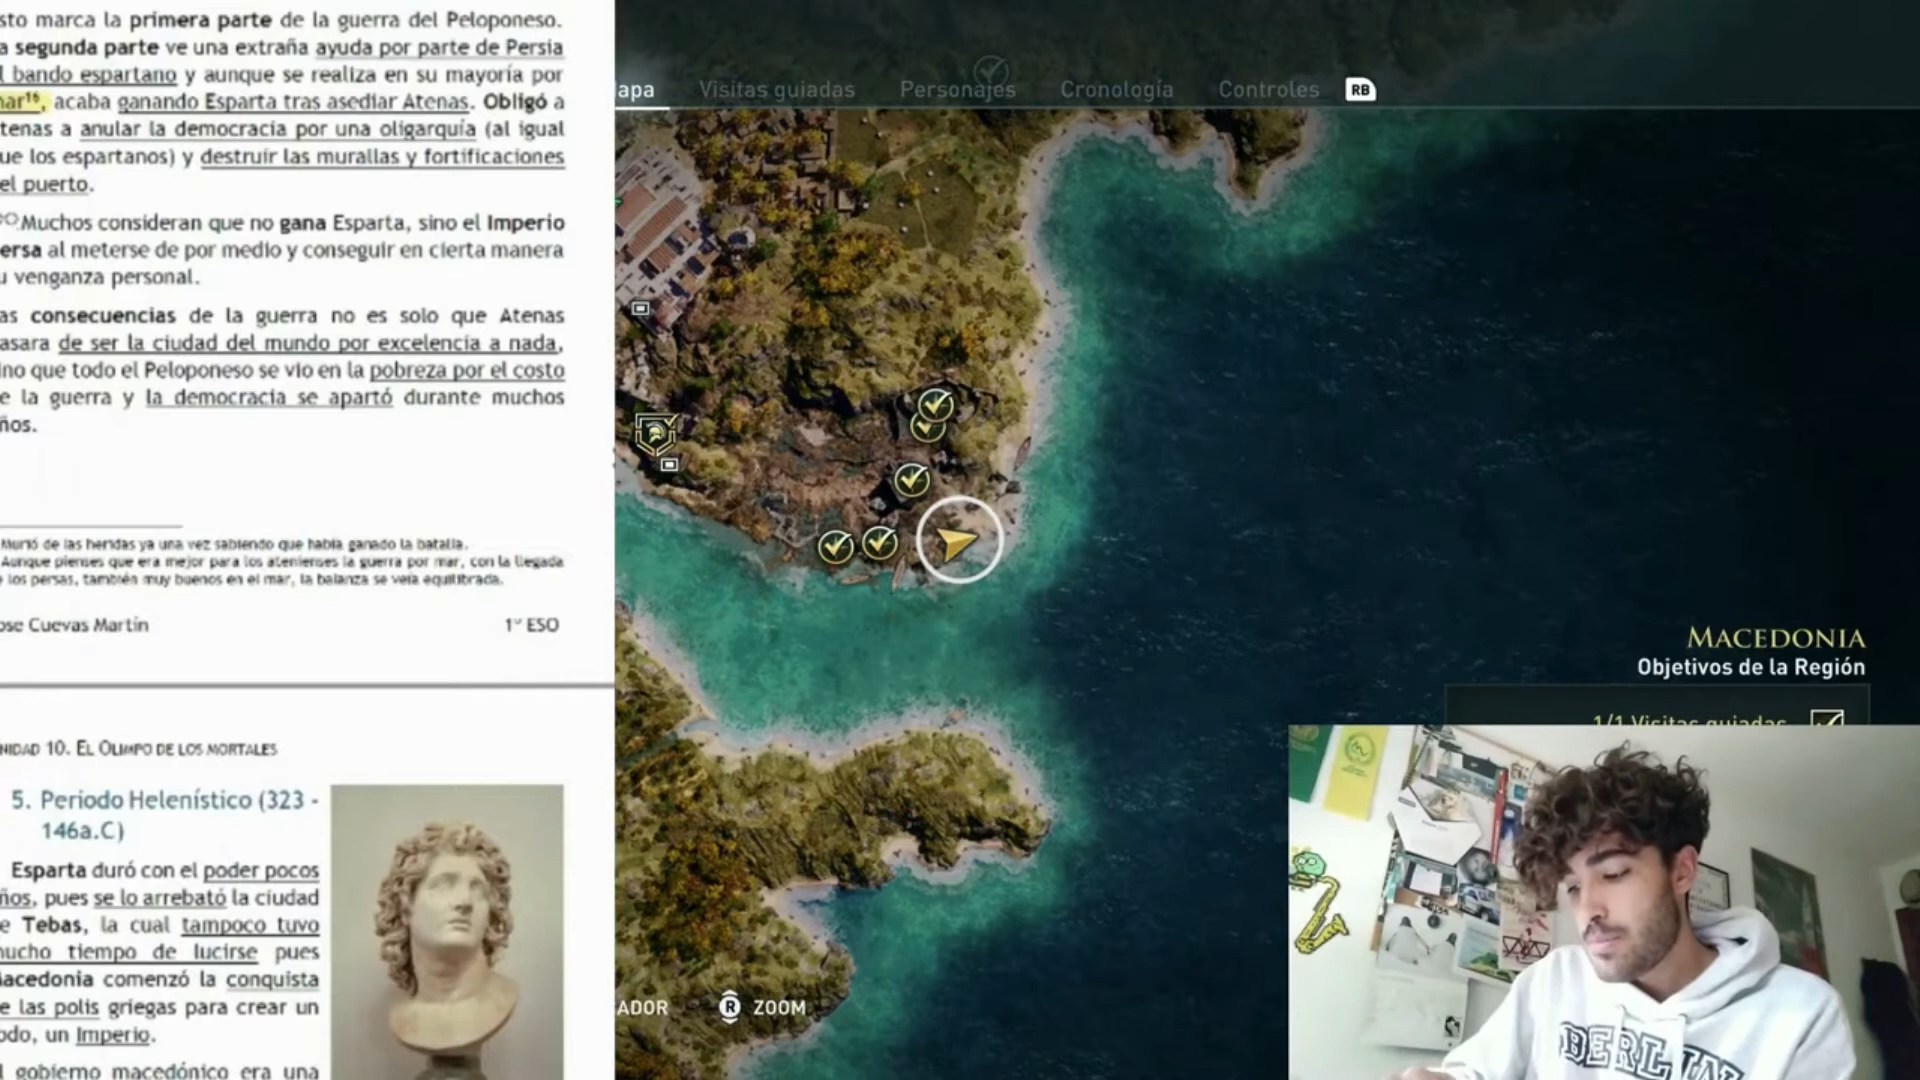 sto marca la primera parte de la guerra del Peloponeso.
a segunda parte ve una extraña ayuda por parte de Persia
l bando espartano y aunque se realiza en su mayoría por
mar16, acaba ganando Esparta tras asediar Atenas. Obligó a
tenas a anular la democracia por una oligarquía (al igual
ue los espartanos) y destruir las murallas y fortificaciones
el puerto.
Muchos consideran que no gana Esparta, sino el Imperio
ersa al meterse de por medio y conseguir en cierta manera
u venganza personal.
as consecuencias de la guerra no es solo que Atenas
asara de ser la ciudad del mundo por excelencia a nada,
ino que todo el Peloponeso se vio en la pobreza por el costo
e la guerra y la democracia se apartó durante muchos
ños.
Murió de las heridas ya una vez sabiendo que había ganado la batalla.
Aunque pienses que era mejor para los atenienses la guerra por mar, con la llegada
e los persas, también muy buenos en el mar, la balanza se veía equilibrada.
ose Cuevas Martín 1º ESO
NIDAD 10. EL OLIMPO DE LOS MORTALES
5. Periodo Helenístico (323 -
146a.C)
Esparta duró con el poder pocos
ños, pues se lo arrebató la ciudad
e Tebas, la cual tampoco tuvo
mucho tiempo de lucirse pues
Macedonia comenzó la conquista
e las polis griegas para crear un
odo, un Imperio.
l gobierno macedónico era una
apa Visitas guiadas Personajes Cronología Controles RB
MACEDONIA
Objetivos de la Región
1/1 Visitas guiadas
ADOR R ZOOM
BERLIN